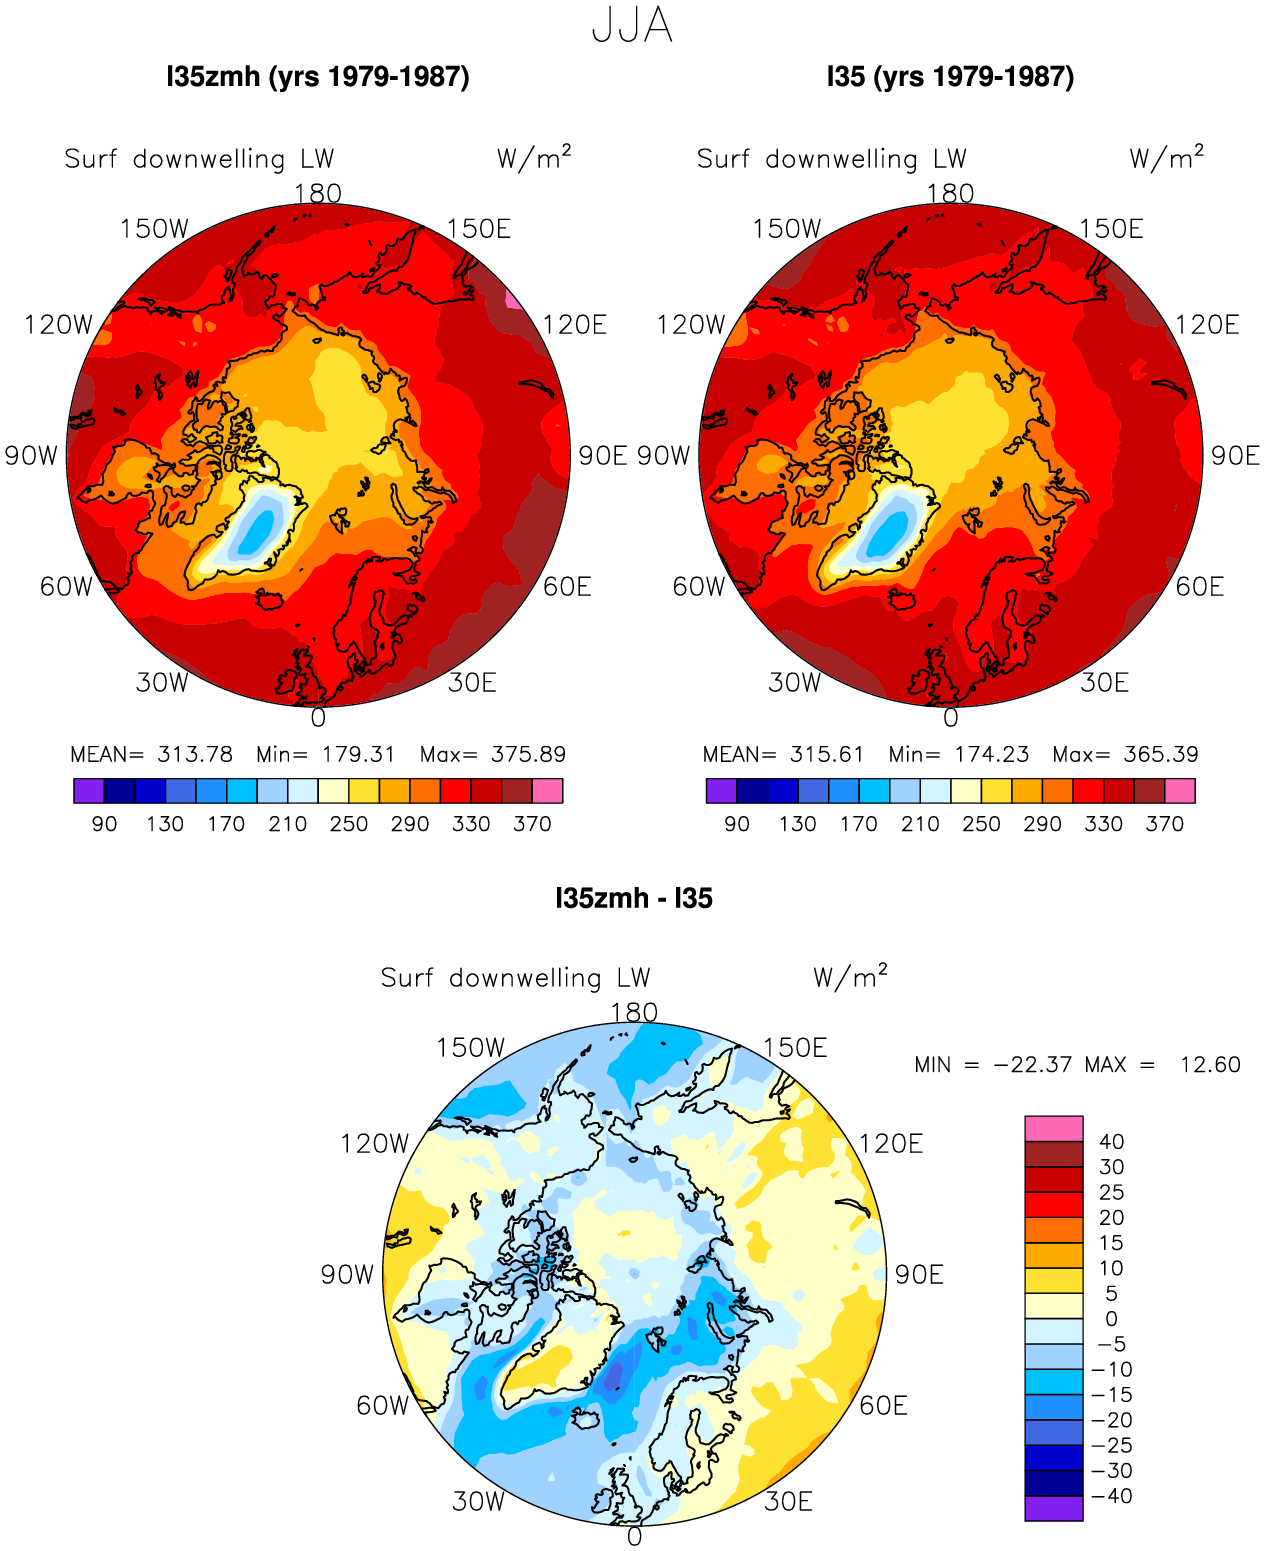 JJA
I35zmh (yrs 1979-1987)
I35 (yrs 1979-1987)
Surf downwelling LW W/m²
180
150W 150E
120W 120E
90W 90E
60W 60E
30W 30E
0
MEAN= 313.78 Min= 179.31 Max= 375.89
90 130 170 210 250 290 330 370
Surf downwelling LW W/m²
180
150W 150E
120W 120E
90W 90E
60W 60E
30W 30E
0
MEAN= 315.61 Min= 174.23 Max= 365.39
90 130 170 210 250 290 330 370
I35zmh - I35
Surf downwelling LW W/m²
180
150W 150E
120W 120E
90W 90E
60W 60E
30W 30E
0
MIN = −22.37 MAX = 12.60
40
30
25
20
15
10
5
0
−5
−10
−15
−20
−25
−30
−40